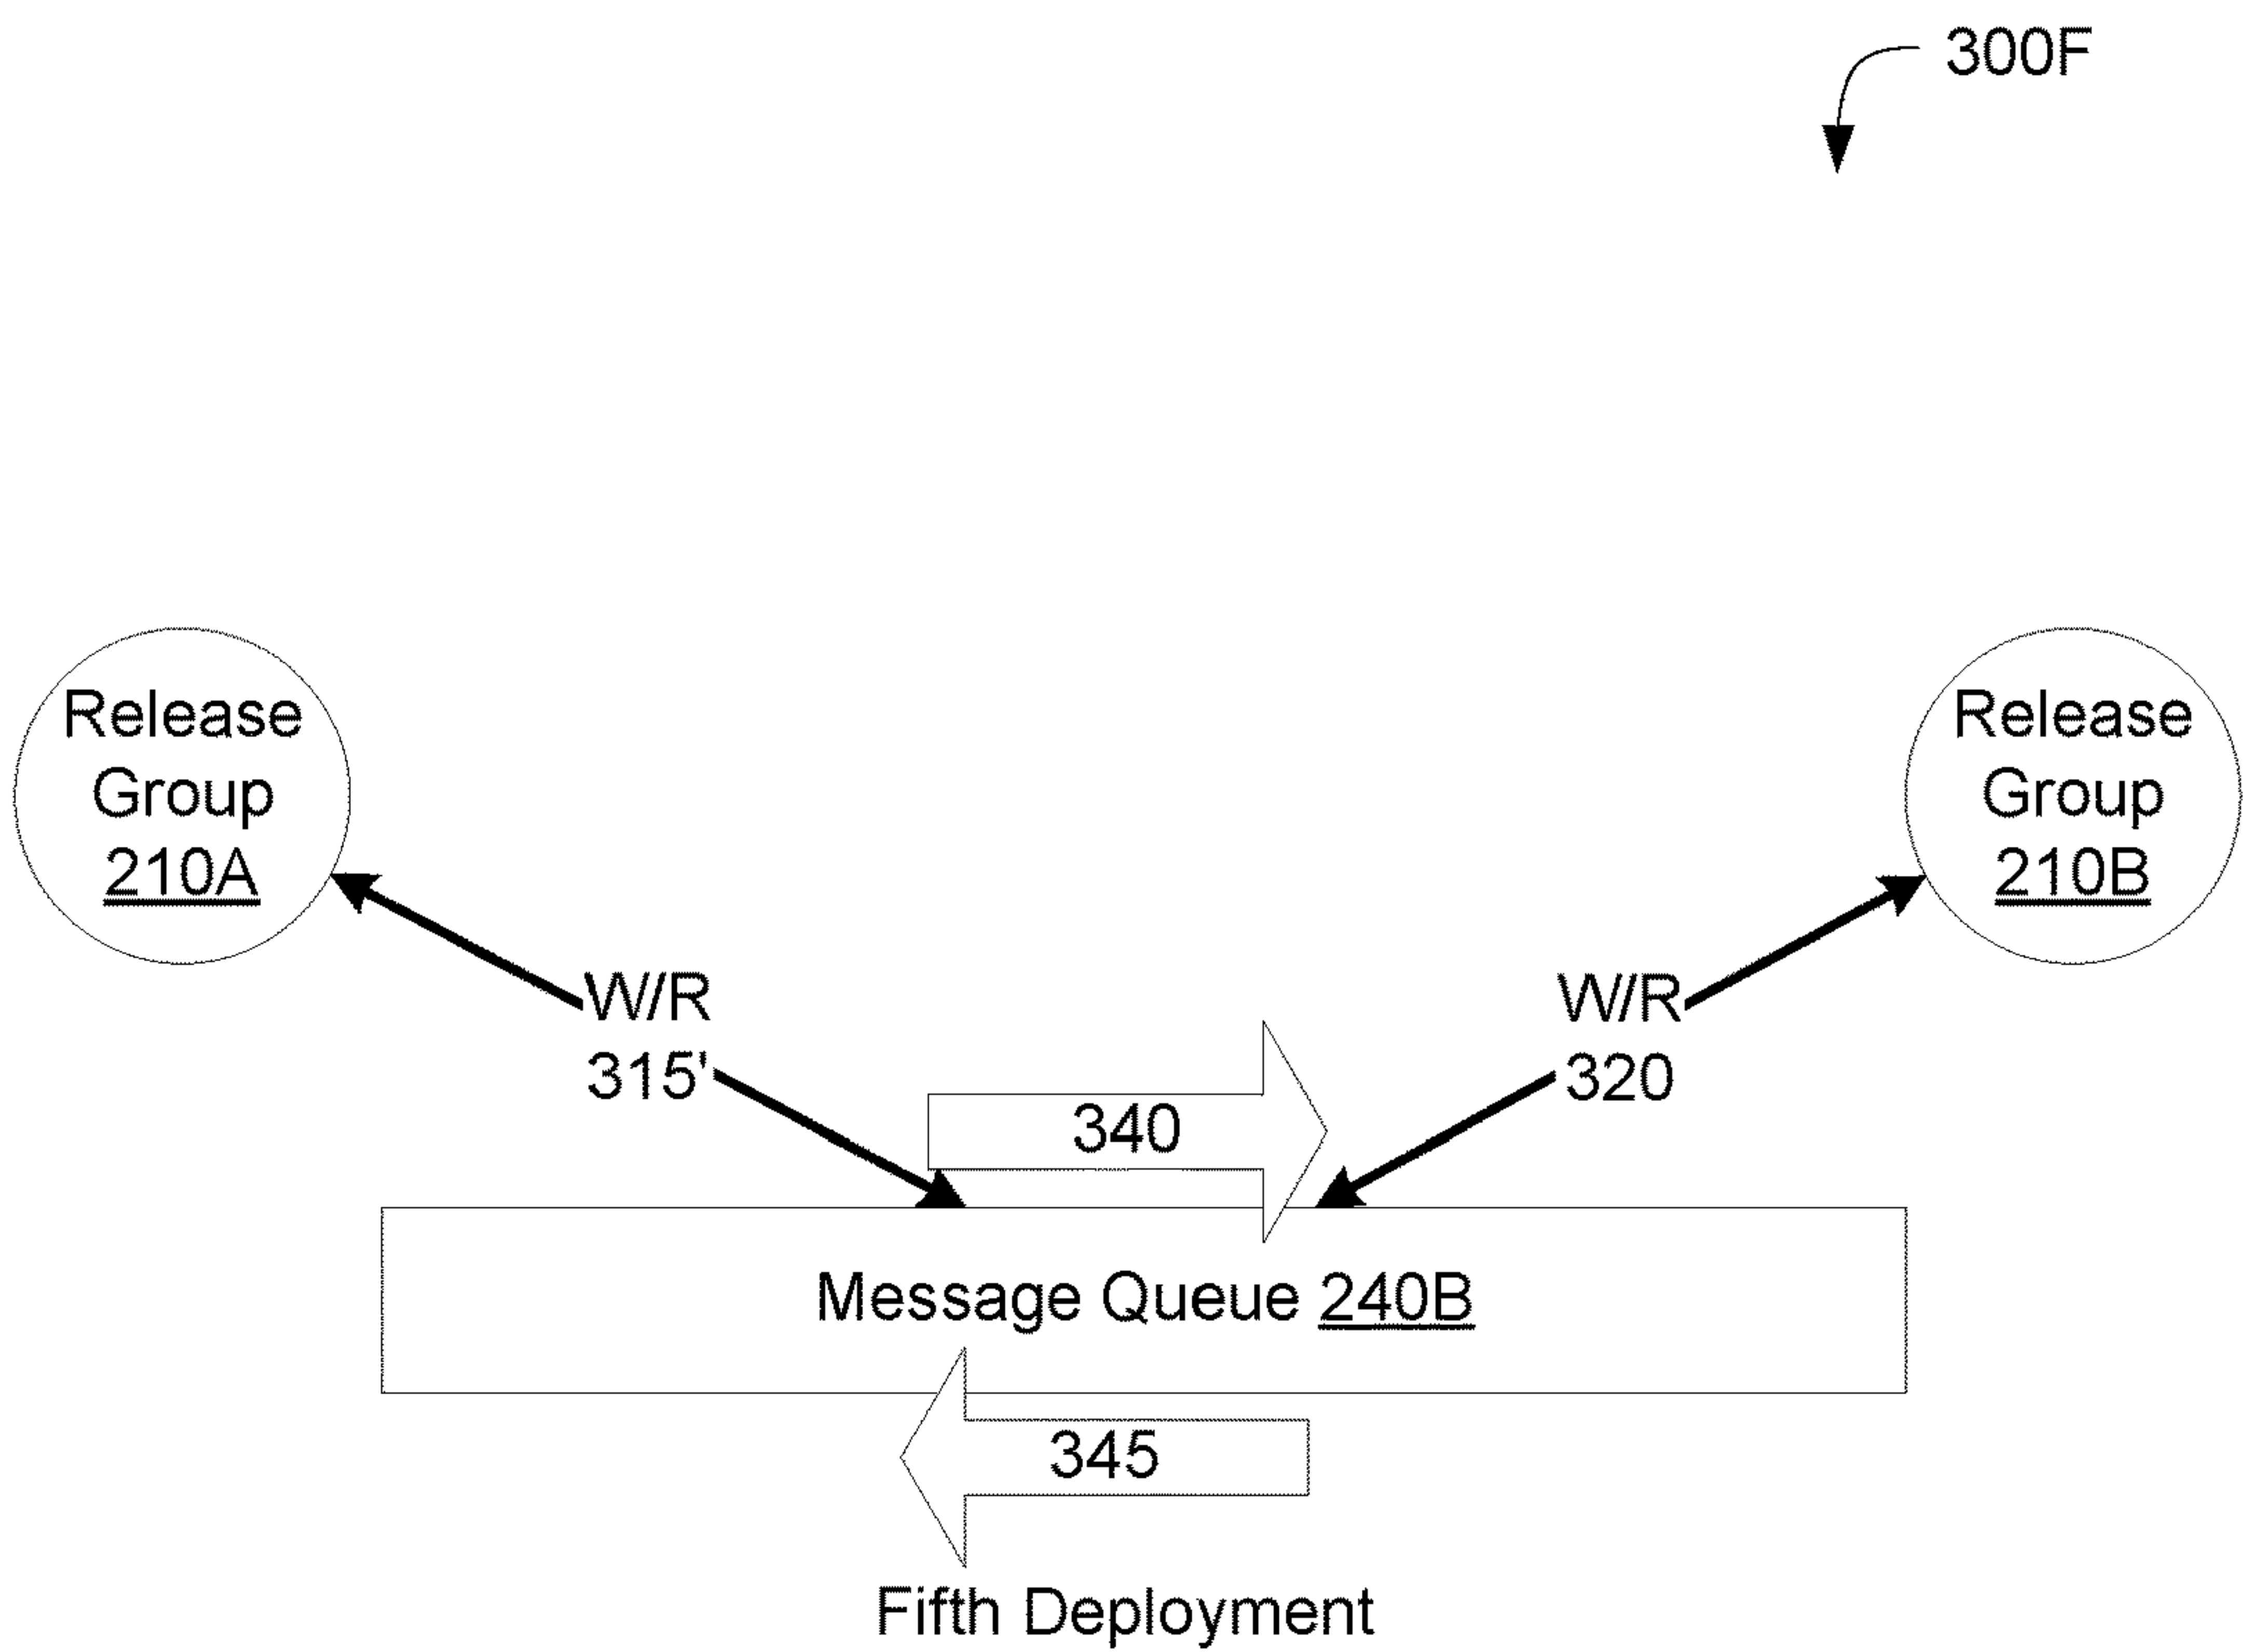 300F
Release
Group
210A
Release
Group
210B
W/R
315'
W/R
320
340
Message Queue 240B
345
Fifth Deployment